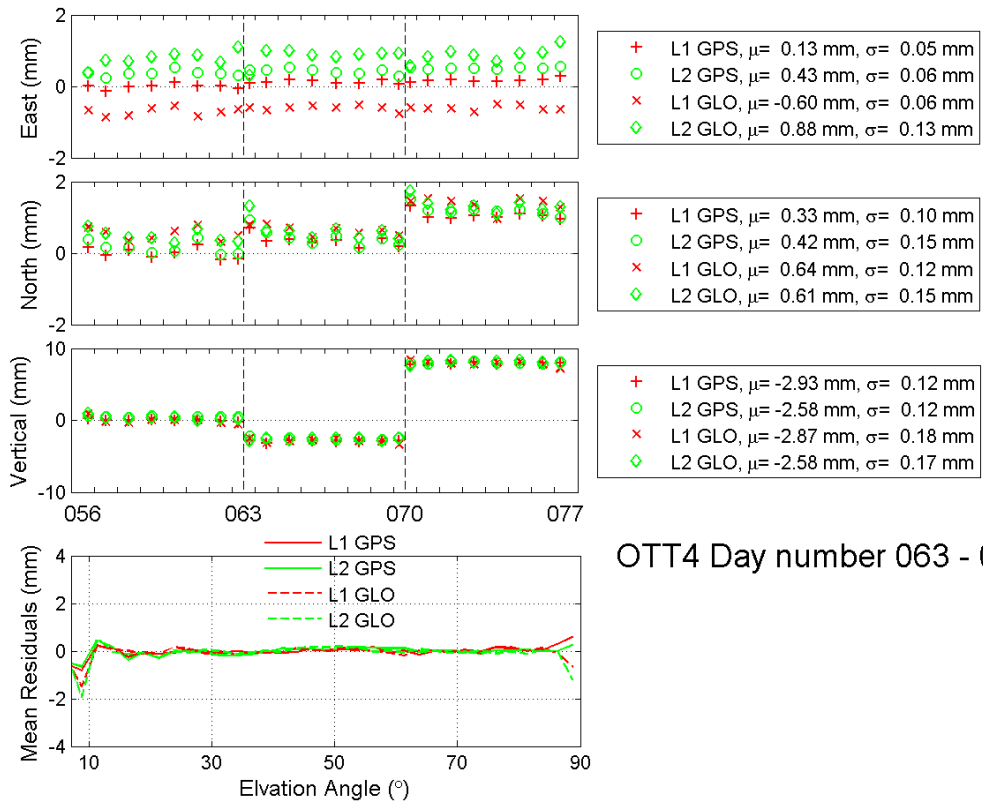 2
0
-2
East (mm)
L1 GPS, μ= 0.13 mm, σ= 0.05 mm
L2 GPS, μ= 0.43 mm, σ= 0.06 mm
L1 GLO, μ= -0.60 mm, σ= 0.06 mm
L2 GLO, μ= 0.88 mm, σ= 0.13 mm
2
0
-2
North (mm)
L1 GPS, μ= 0.33 mm, σ= 0.10 mm
L2 GPS, μ= 0.42 mm, σ= 0.15 mm
L1 GLO, μ= 0.64 mm, σ= 0.12 mm
L2 GLO, μ= 0.61 mm, σ= 0.15 mm
10
0
-10
Vertical (mm)
L1 GPS, μ= -2.93 mm, σ= 0.12 mm
L2 GPS, μ= -2.58 mm, σ= 0.12 mm
L1 GLO, μ= -2.87 mm, σ= 0.18 mm
L2 GLO, μ= -2.58 mm, σ= 0.17 mm
056 063 070 077
L1 GPS
L2 GPS
L1 GLO
L2 GLO
OTT4 Day number 063 -
4
2
0
-2
-4
Mean Residuals (mm)
10 30 50 70 90
Elvation Angle (°)